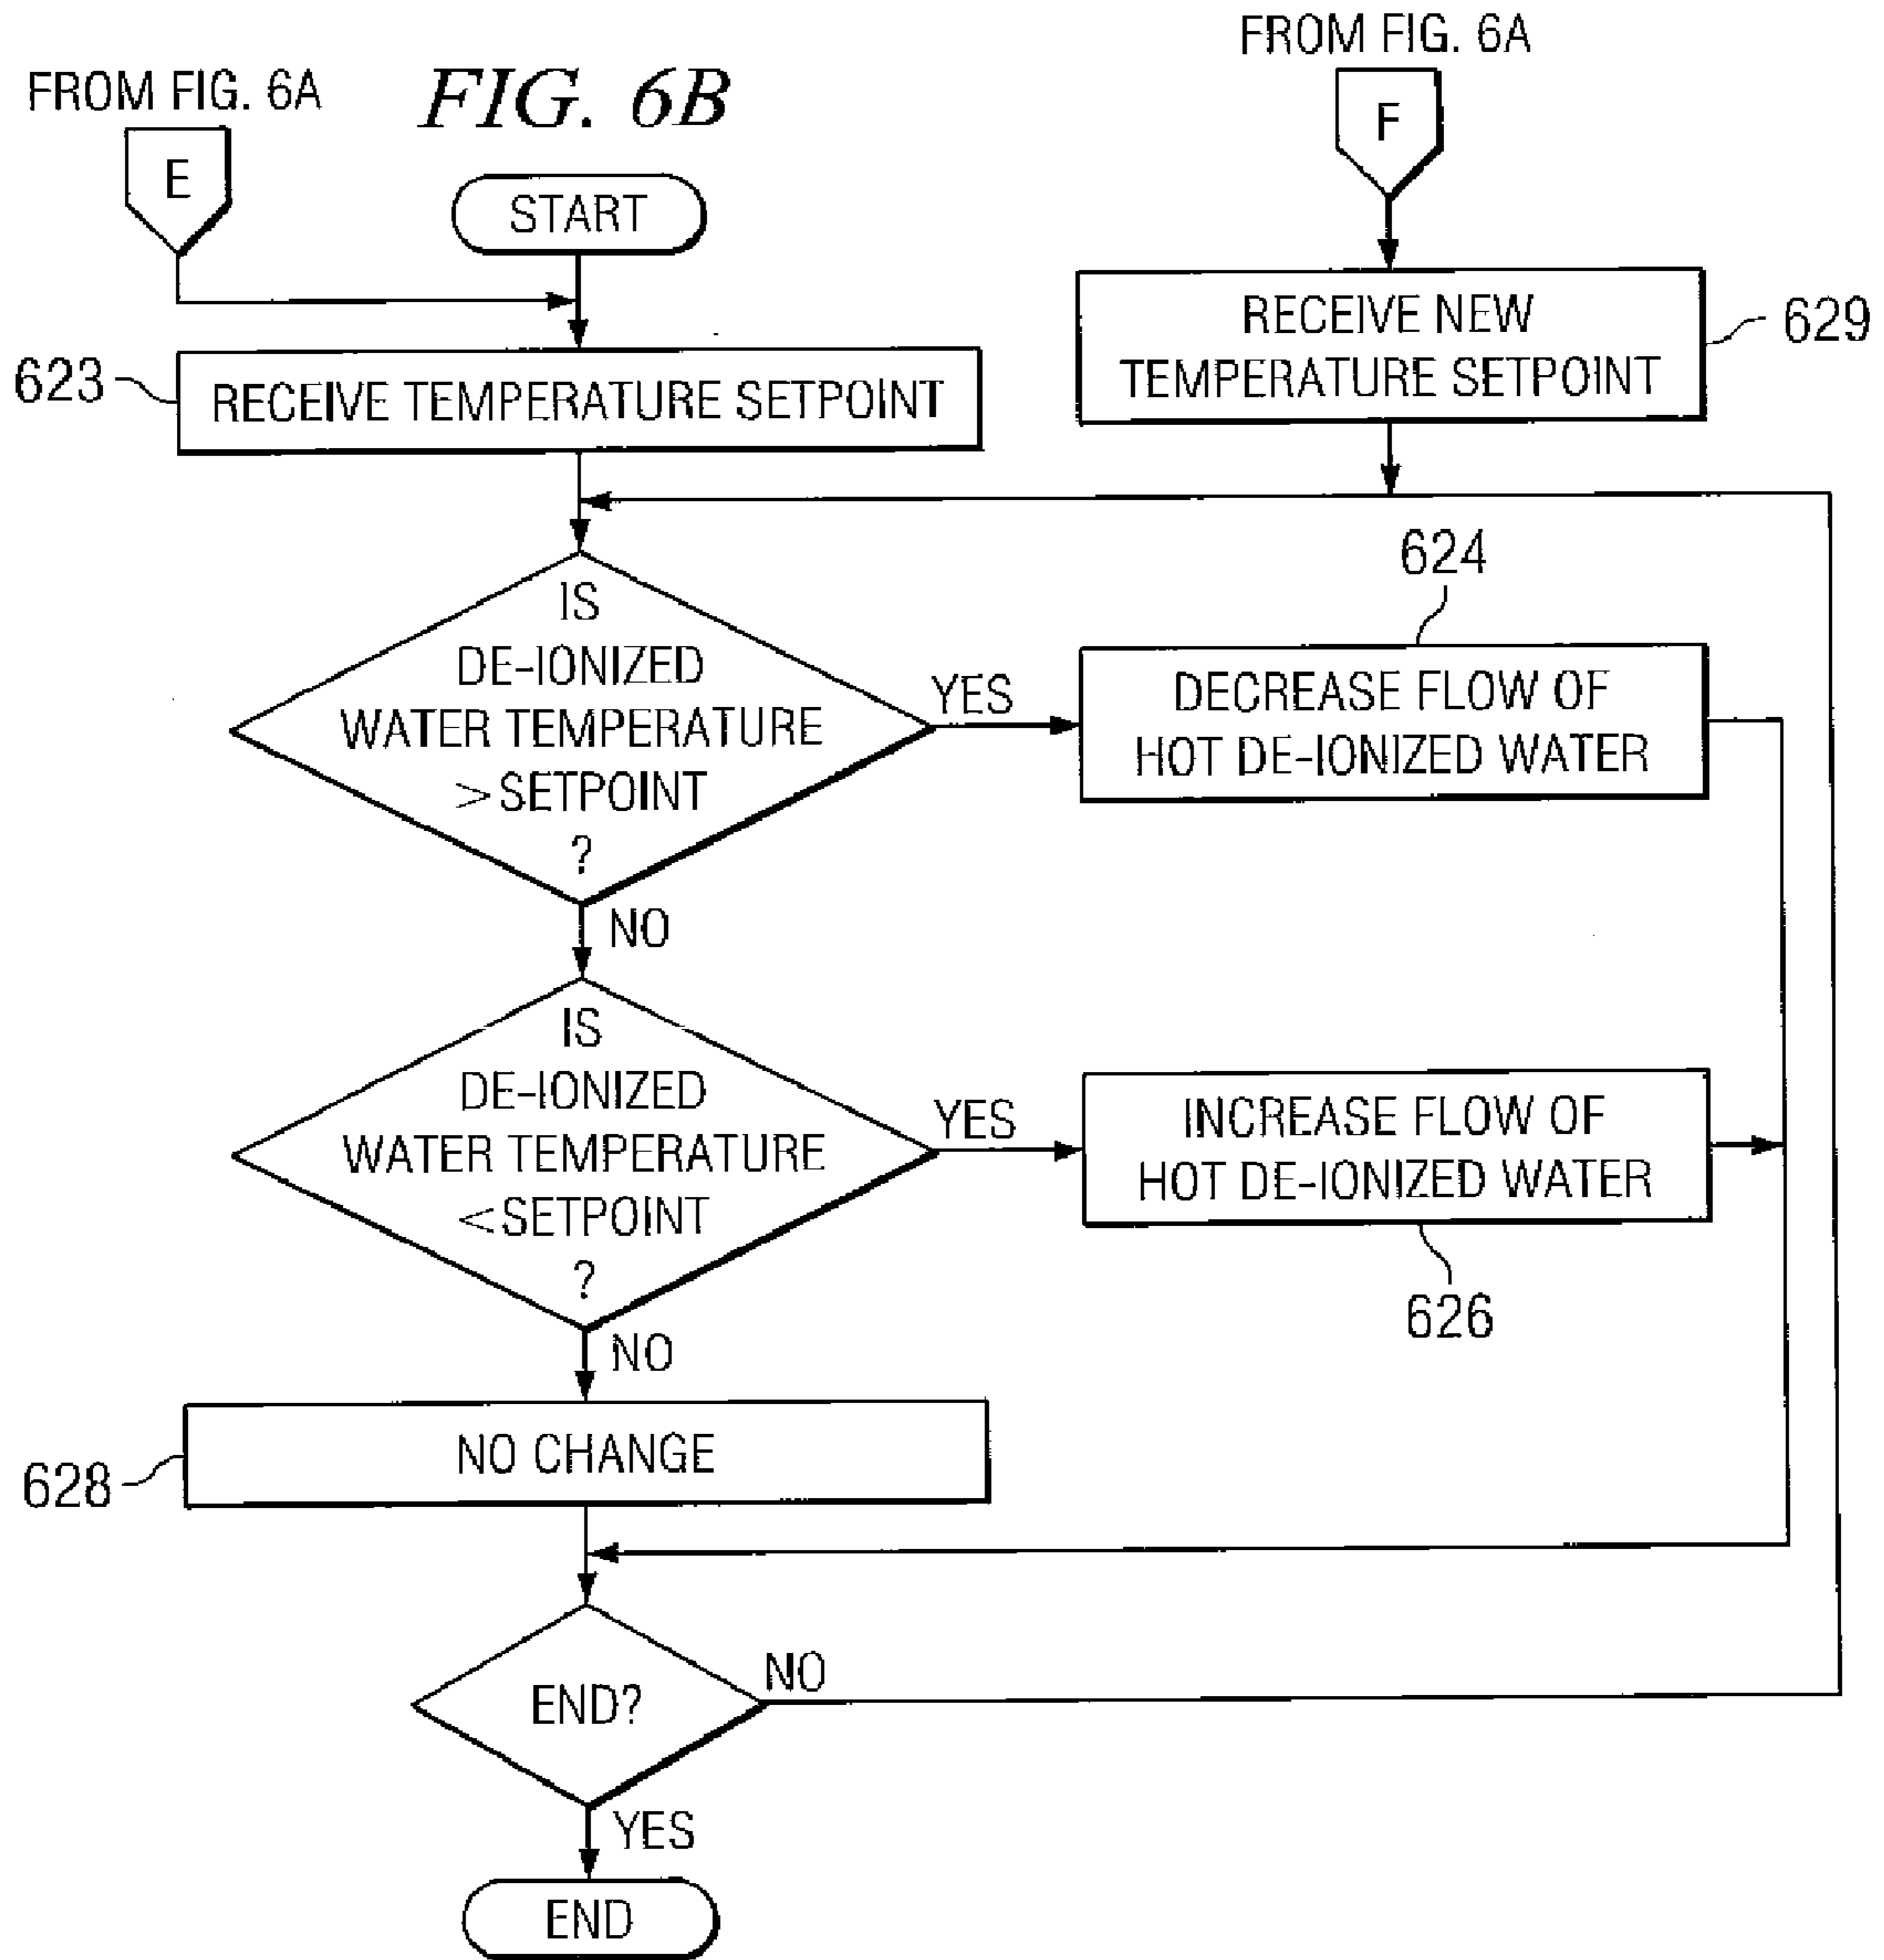 FROM FIG. 6A
FIG. 6B
FROM FIG. 6A
E
F
START
RECEIVE NEW
TEMPERATURE SETPOINT
629
623
RECEIVE TEMPERATURE SETPOINT
624
IS
DE-IONIZED
WATER TEMPERATURE
>SETPOINT
?
YES
DECREASE FLOW OF
HOT DE-IONIZED WATER
NO
IS
DE-IONIZED
WATER TEMPERATURE
<SETPOINT
?
YES
INCREASE FLOW OF
HOT DE-IONIZED WATER
626
NO
628
NO CHANGE
END?
NO
YES
END